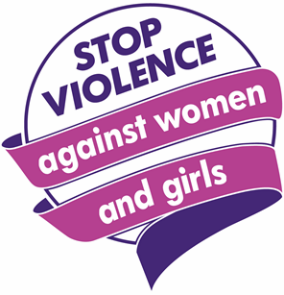 STOP
VIOLENCE
against women
and girls